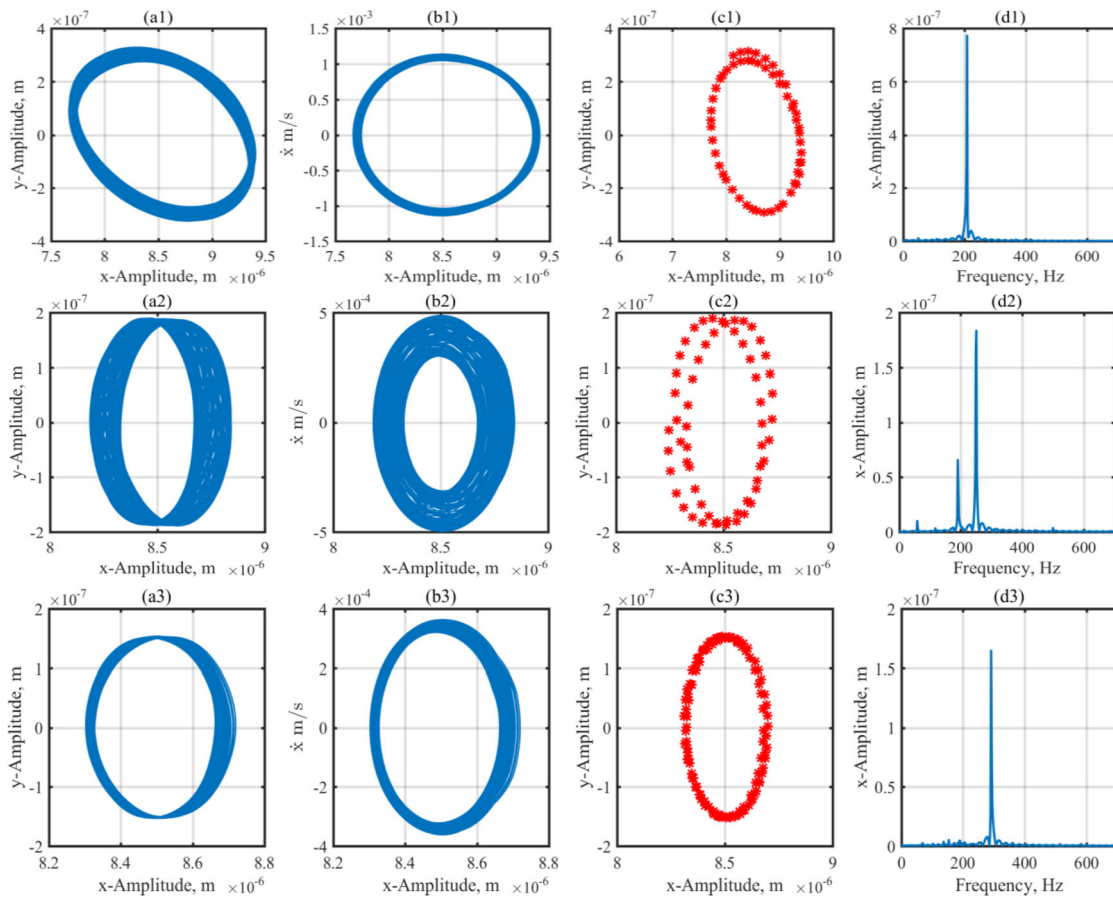 (a1)
×10⁻⁷
4
2
0
-2
-4
y-Amplitude, m
7.5 8 8.5 9 9.5
x-Amplitude, m ×10⁻⁶
(b1)
×10⁻³
1.5
1
0.5
0
-0.5
-1
-1.5
ẋ m/s
7.5 8 8.5 9 9.5
x-Amplitude, m ×10⁻⁶
(c1)
×10⁻⁷
4
2
0
-2
-4
y-Amplitude, m
6 7 8 9 10
x-Amplitude, m ×10⁻⁶
(d1)
×10⁻⁷
8
6
4
2
0
x-Amplitude, m
0 200 400 600
Frequency, Hz
(a2)
×10⁻⁷
2
1
0
-1
-2
y-Amplitude, m
8 8.5 9
x-Amplitude, m ×10⁻⁶
(b2)
×10⁻⁴
5
0
-5
ẋ m/s
8 8.5 9
x-Amplitude, m ×10⁻⁶
(c2)
×10⁻⁷
2
1
0
-1
-2
y-Amplitude, m
8 8.5 9
x-Amplitude, m ×10⁻⁶
(d2)
×10⁻⁷
2
1.5
1
0.5
0
x-Amplitude, m
0 200 400 600
Frequency, Hz
(a3)
×10⁻⁷
2
1
0
-1
-2
y-Amplitude, m
8.2 8.4 8.6 8.8
x-Amplitude, m ×10⁻⁶
(b3)
×10⁻⁴
4
2
0
-2
-4
ẋ m/s
8.2 8.4 8.6 8.8
x-Amplitude, m ×10⁻⁶
(c3)
×10⁻⁷
2
1
0
-1
-2
y-Amplitude, m
8 8.5 9
x-Amplitude, m ×10⁻⁶
(d3)
×10⁻⁷
2
1.5
1
0.5
0
x-Amplitude, m
0 200 400 600
Frequency, Hz